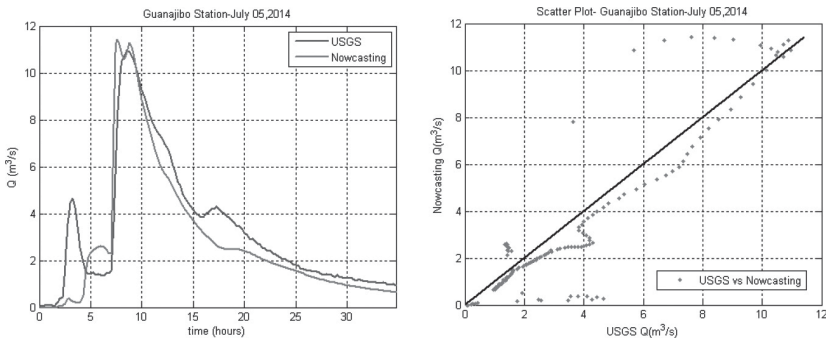 Guanajibo Station-July 05,2014
12
10
8
6
4
2
0
Q (m³/s)
0 5 10 15 20 25 30
time (hours)
USGS
Nowcasting
Scatter Plot- Guanajibo Station-July 05,2014
12
10
8
6
4
2
0
Nowcasting Q(m³/s)
0 2 4 6 8 10 12
USGS Q(m³/s)
USGS vs Nowcasting